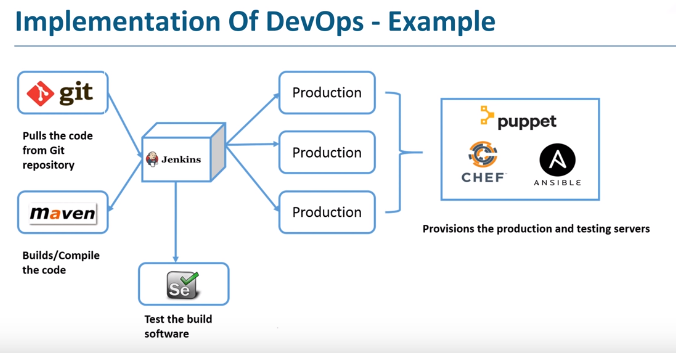 Implementation Of DevOps - Example
git
Pulls the code
from Git
repository
maven
Builds/Compile
the code
Jenkins
Se
Test the build
software
Production
Production
Production
puppet
CHEF
A
ANSIBLE
Provisions the production and testing servers